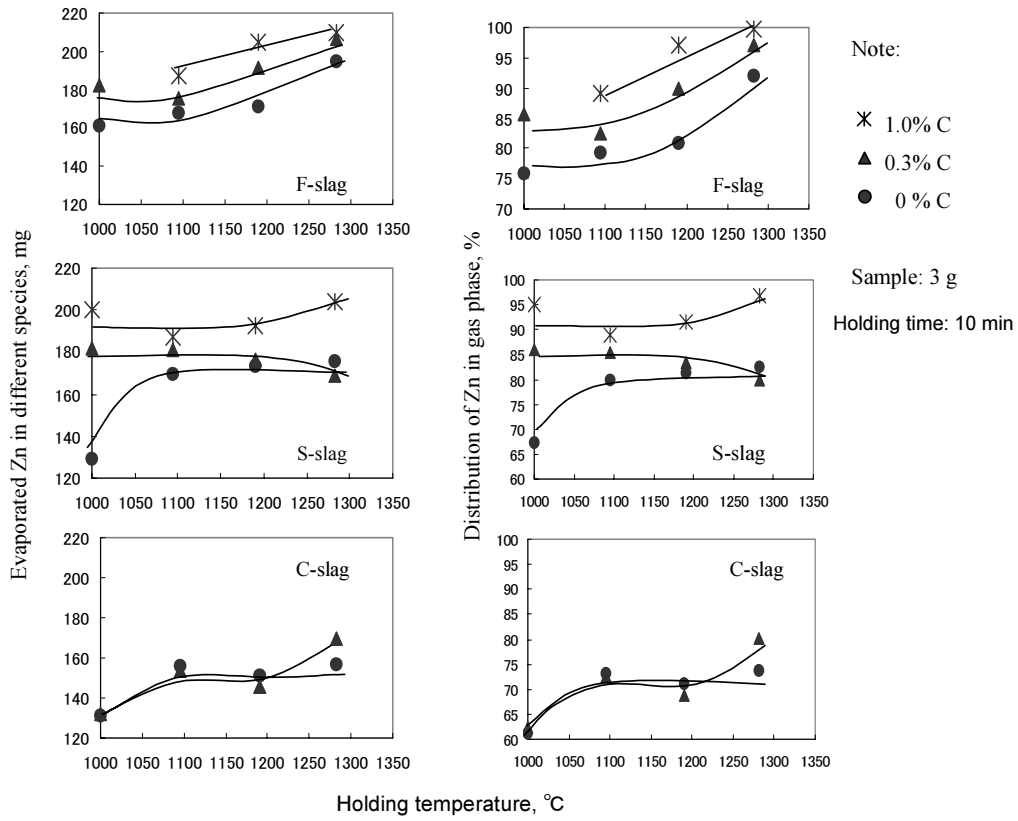 220
200
180
160
140
120
F-slag
1000 1050 1100 1150 1200 1250 1300 1350
100
95
90
85
80
75
70
F-slag
1000 1050 1100 1150 1200 1250 1300 1350
Note:
1.0% C
0.3% C
0 % C
Sample: 3 g
Holding time: 10 min
Evaporated Zn in different species, mg
220
200
180
160
140
120
S-slag
1000 1050 1100 1150 1200 1250 1300 1350
Distribution of Zn in gas phase, %
100
95
90
85
80
75
70
65
60
S-slag
1000 1050 1100 1150 1200 1250 1300 1350
220
200
180
160
140
120
C-slag
1000 1050 1100 1150 1200 1250 1300 1350
100
95
90
85
80
75
70
65
60
C-slag
1000 1050 1100 1150 1200 1250 1300 1350
Holding temperature, °C